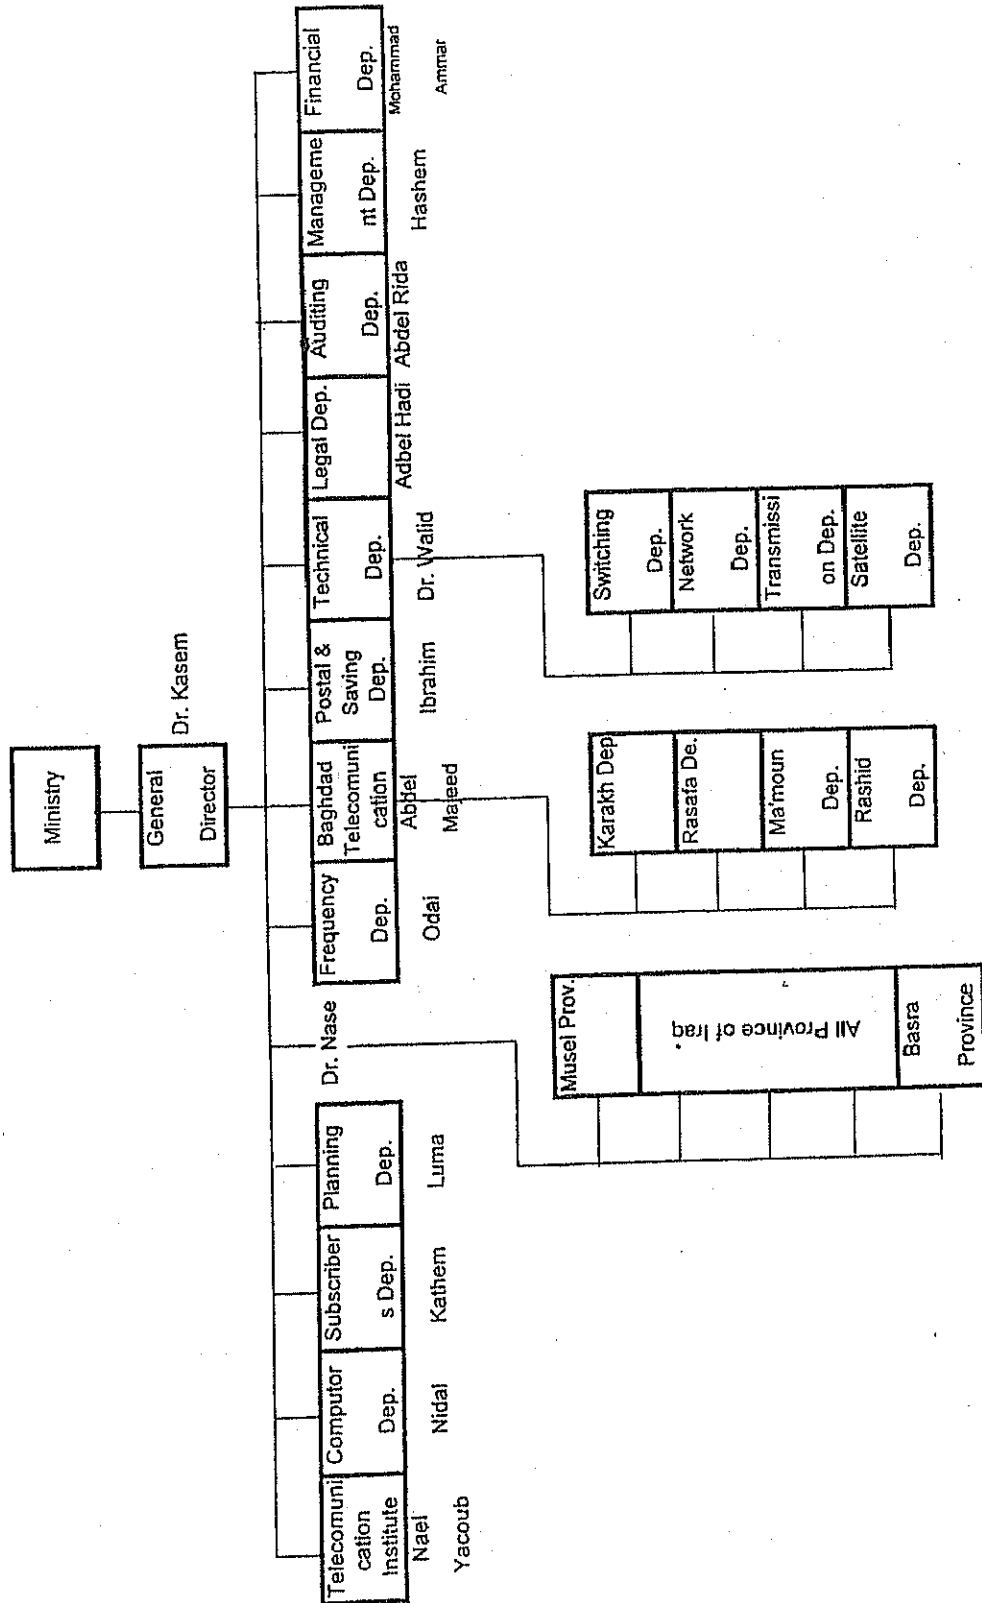 Ministry
General
Director
Dr. Kasem
Telecomuni
cation
Institute
Nael
Yacoub
Computor
Dep.
Nidal
Subscriber
s Dep.
Kathem
Planning
Dep.
Luma
Dr. Nase
Frequency
Dep.
Odai
Baghdad
Telecomuni
cation
Abdel
Majeed
Postal &
Saving
Dep.
Ibrahim
Technical
Dep.
Dr. Valid
Legal Dep.
Adbel Hadi
Auditing
Dep.
Abdel Rida
Manageme
nt Dep.
Hashem
Financial
Dep.
Mohammad
Ammar
Musel Prov.
All Province of Iraq
Basra
Province
Karakh Dep
Rasafa De.
Ma'moun
Dep.
Rashid
Dep.
Switching
Dep.
Network
Dep.
Transmissi
on Dep.
Satellite
Dep.